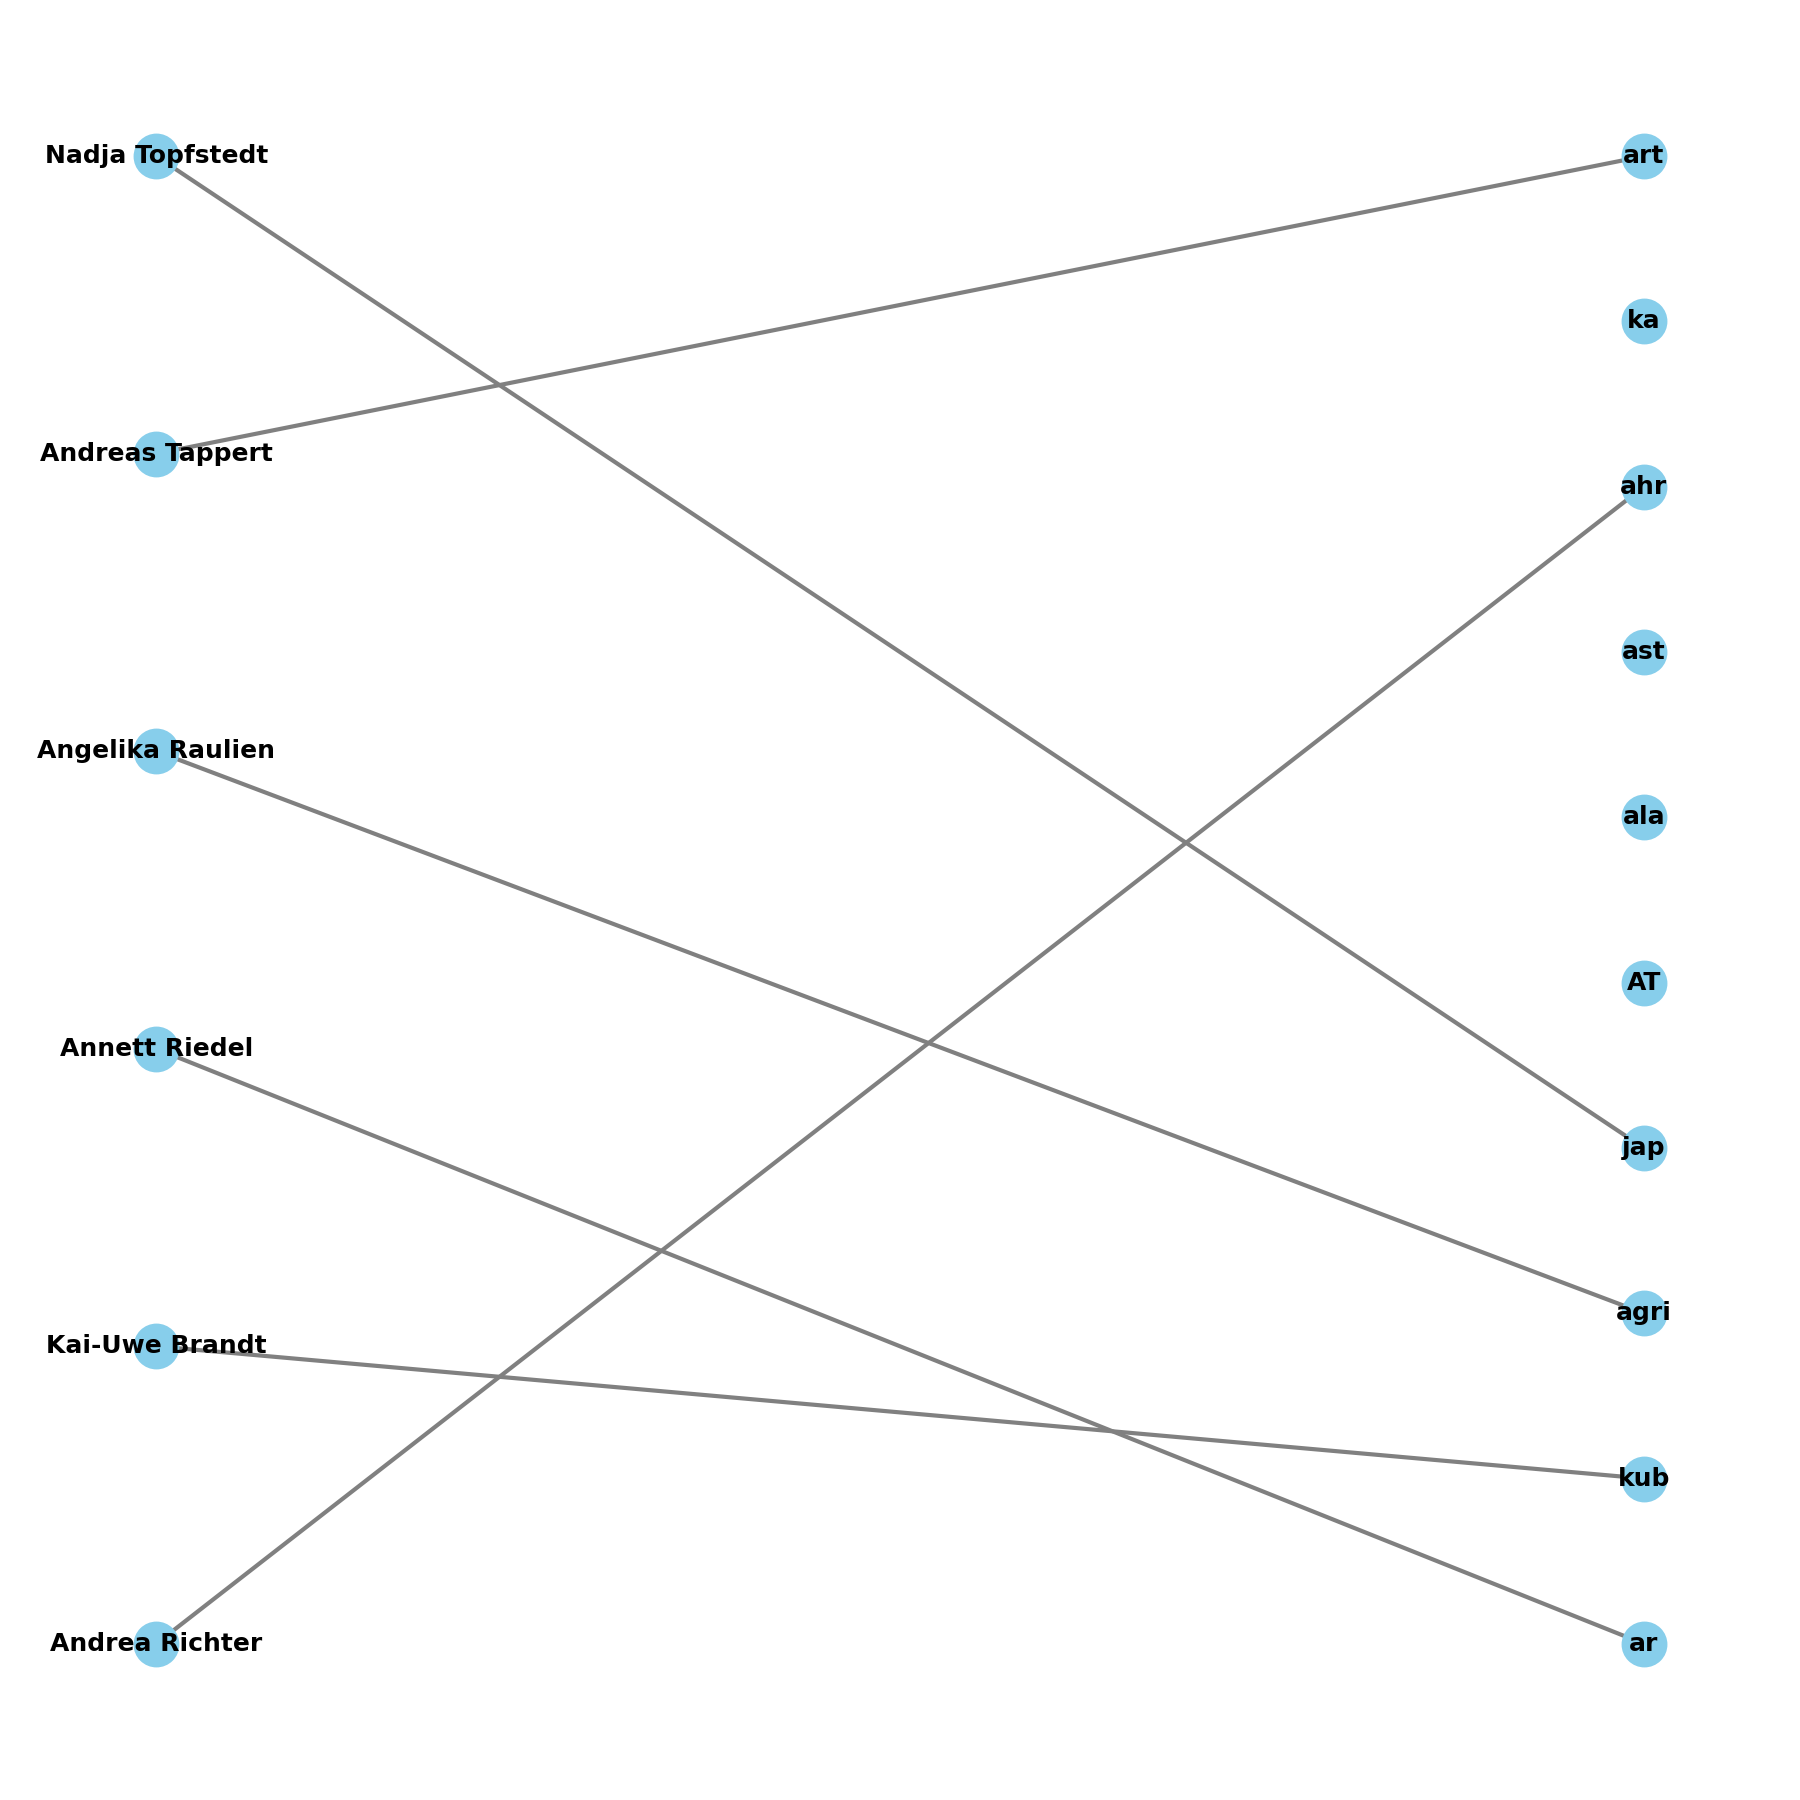 Nadja Topfstedt
Andreas Tappert
Angelika Raulien
Annett Riedel
Kai-Uwe Brandt
Andrea Richter
art
ka
ahr
ast
ala
AT
jap
agri
kub
ar